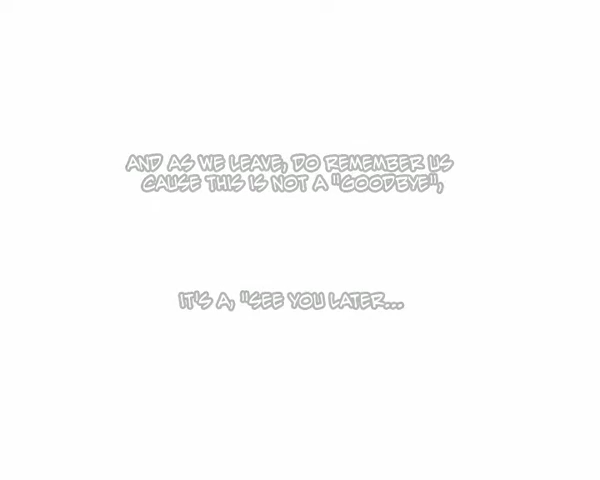 AND AS WE LEAVE, DO REMEMBER US
CAUSE THIS IS NOT A "GOODBYE",
IT'S A, "SEE YOU LATER...